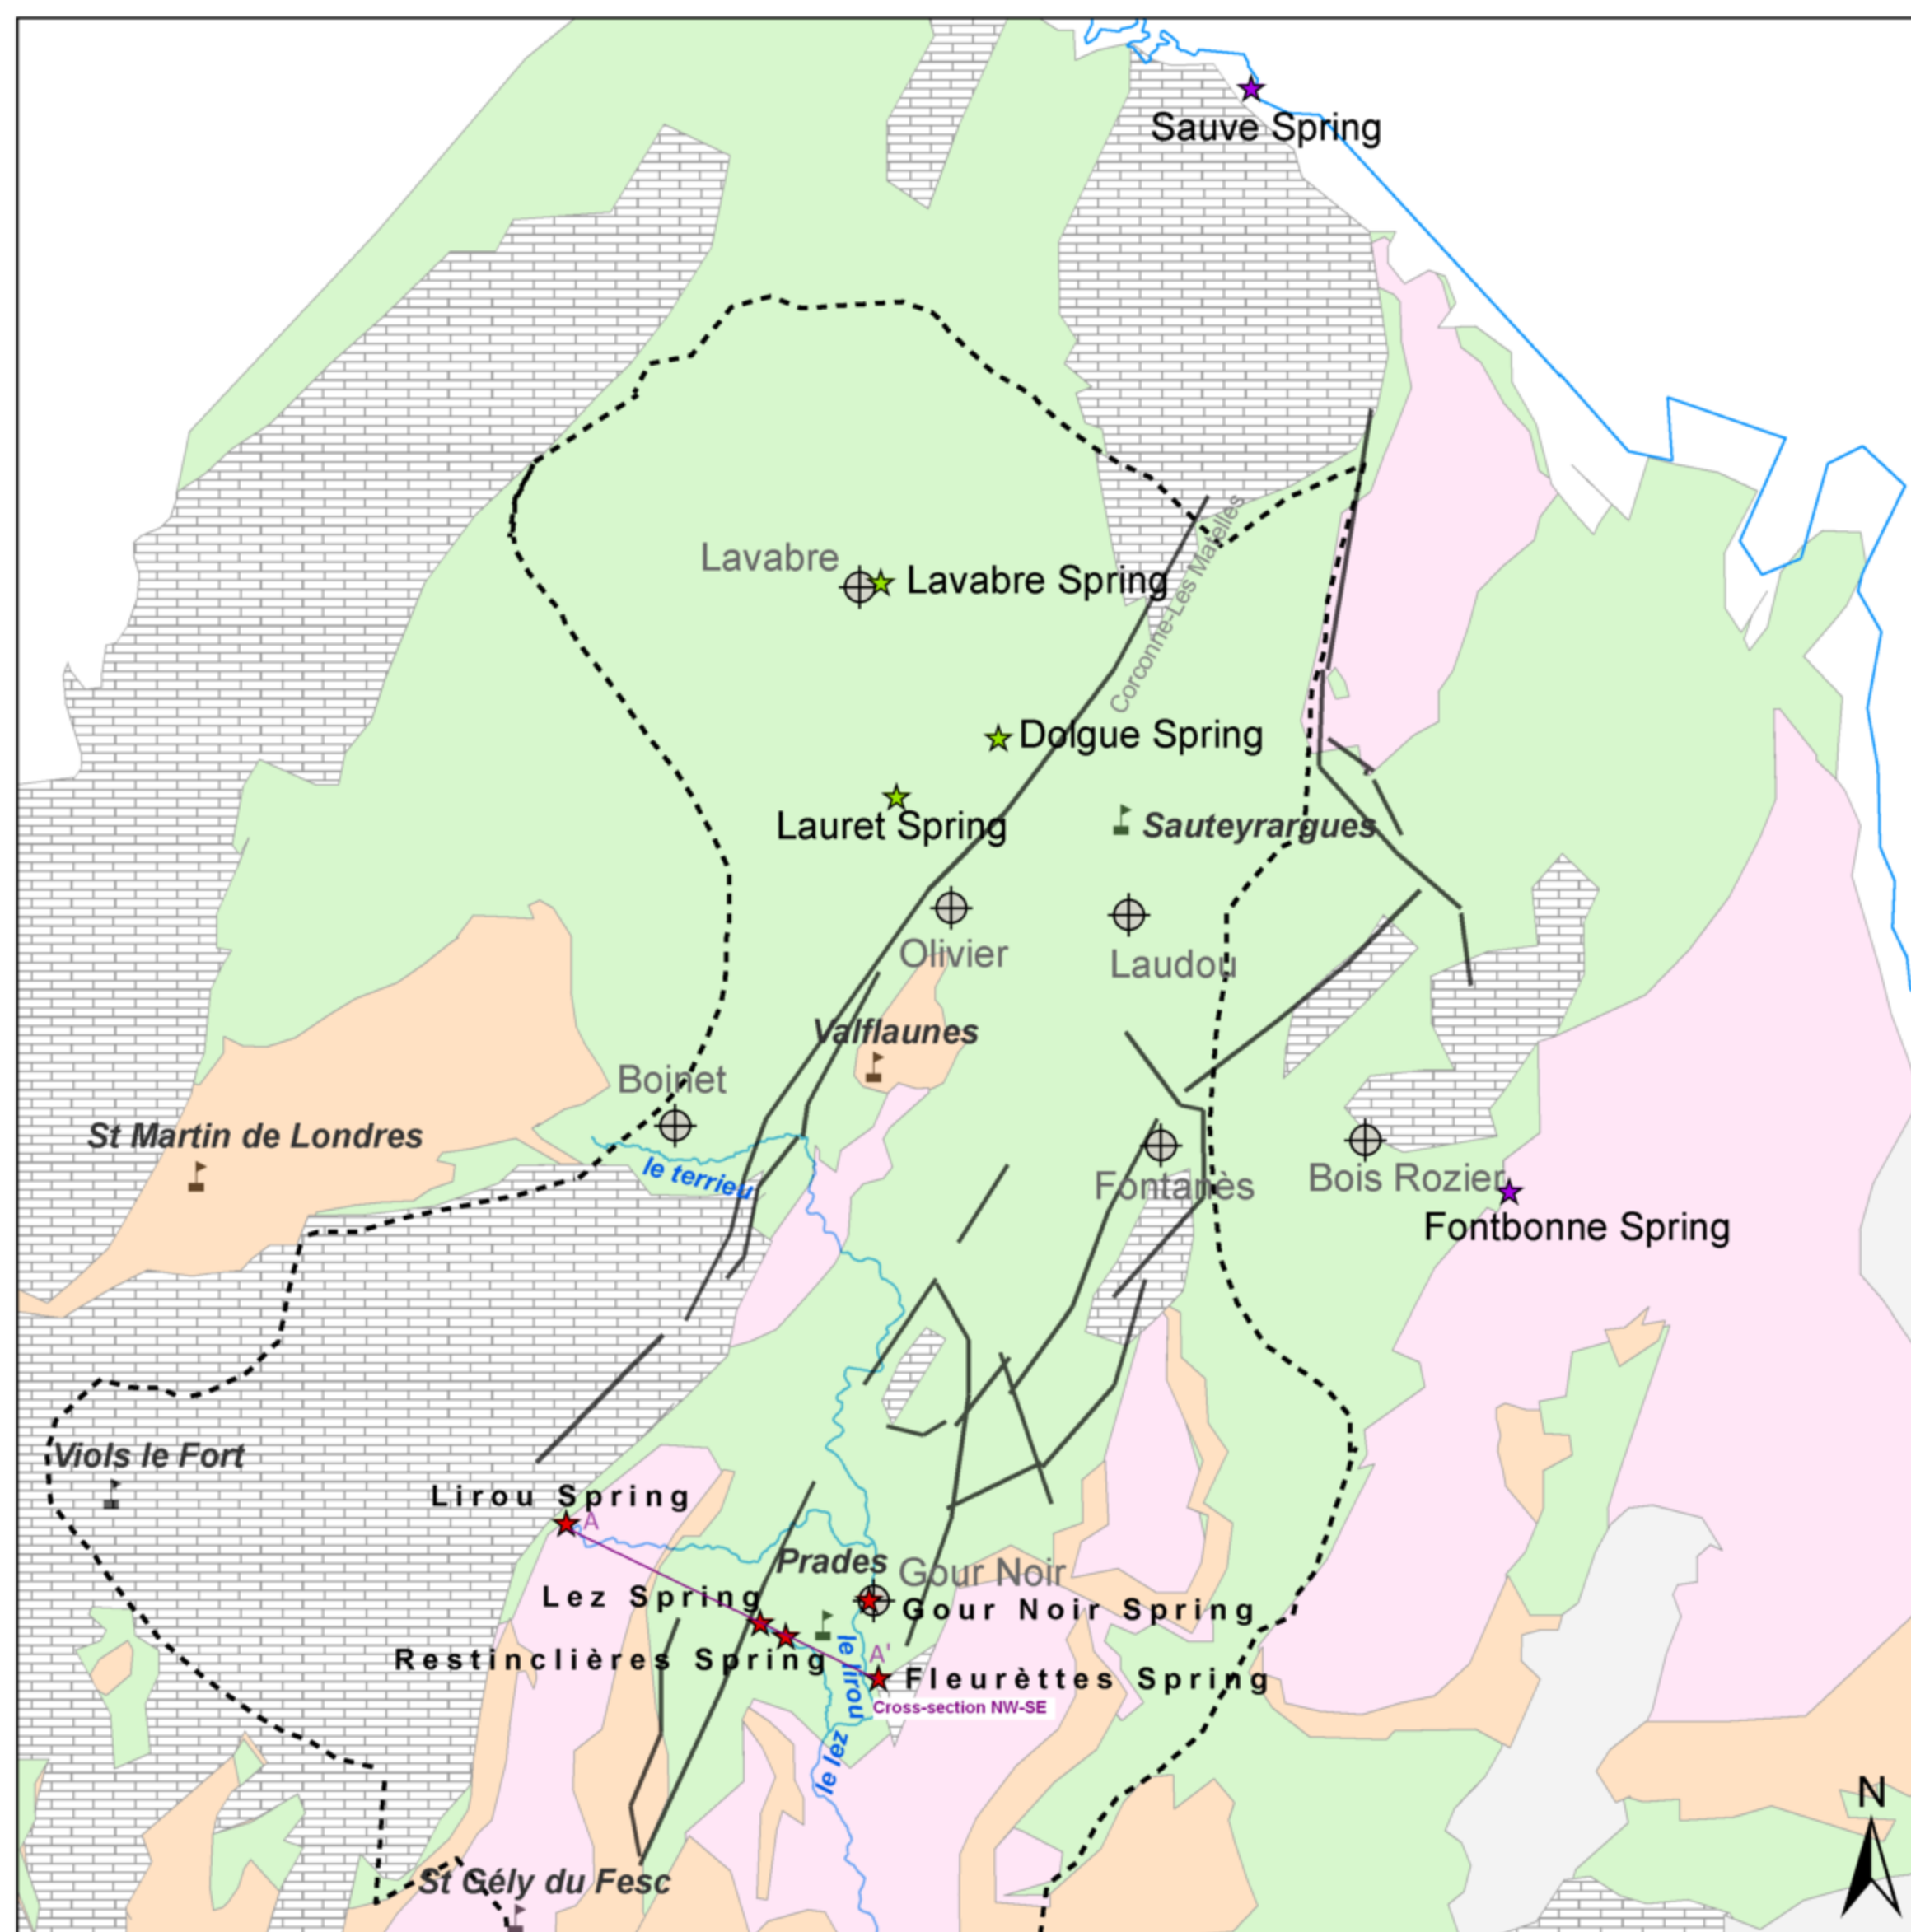 Sauve Spring
Lavabre
Lavabre Spring
Corconne-Les Matelles
Dolgue Spring
Lauret Spring
Sauteyrargues
Olivier
Laudou
Valflaunes
Boinet
St Martin de Londres
le terrieu
Fontanès
Bois Rozier
Fontbonne Spring
Viols le Fort
Lirou Spring
A
Prades
Gour Noir
Lez Spring
Gour Noir Spring
Restinclières Spring
le lirou
A'
Fleurèttes Spring
Cross-section NW-SE
le lez
N
St Gély du Fesc